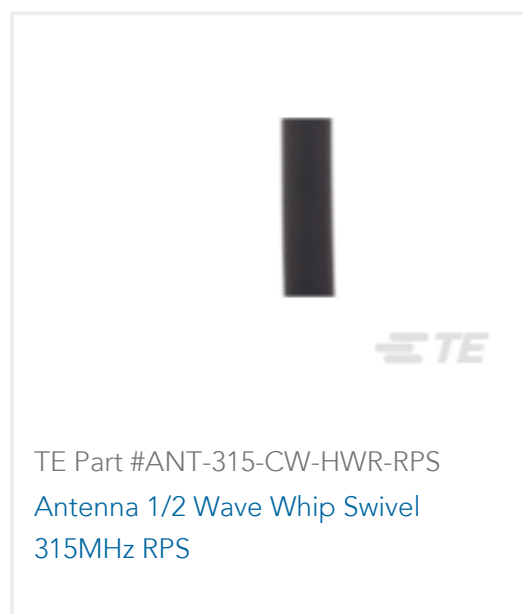 TE
TE Part #ANT-315-CW-HWR-RPS
Antenna 1/2 Wave Whip Swivel
315MHz RPS